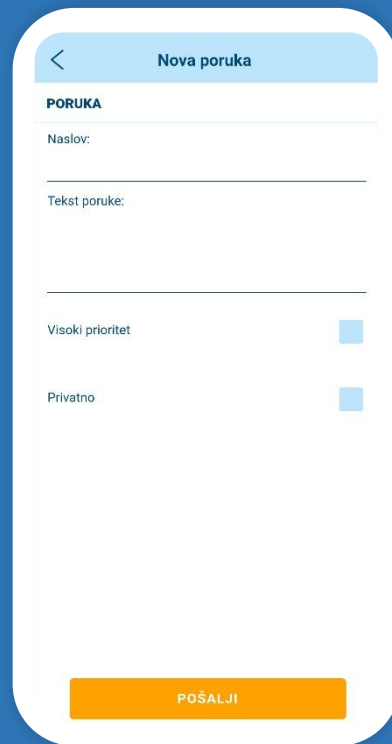 Nova poruka
PORUKA
Naslov:
Tekst poruke:
Visoki prioritet
Privatno
POŠALJI